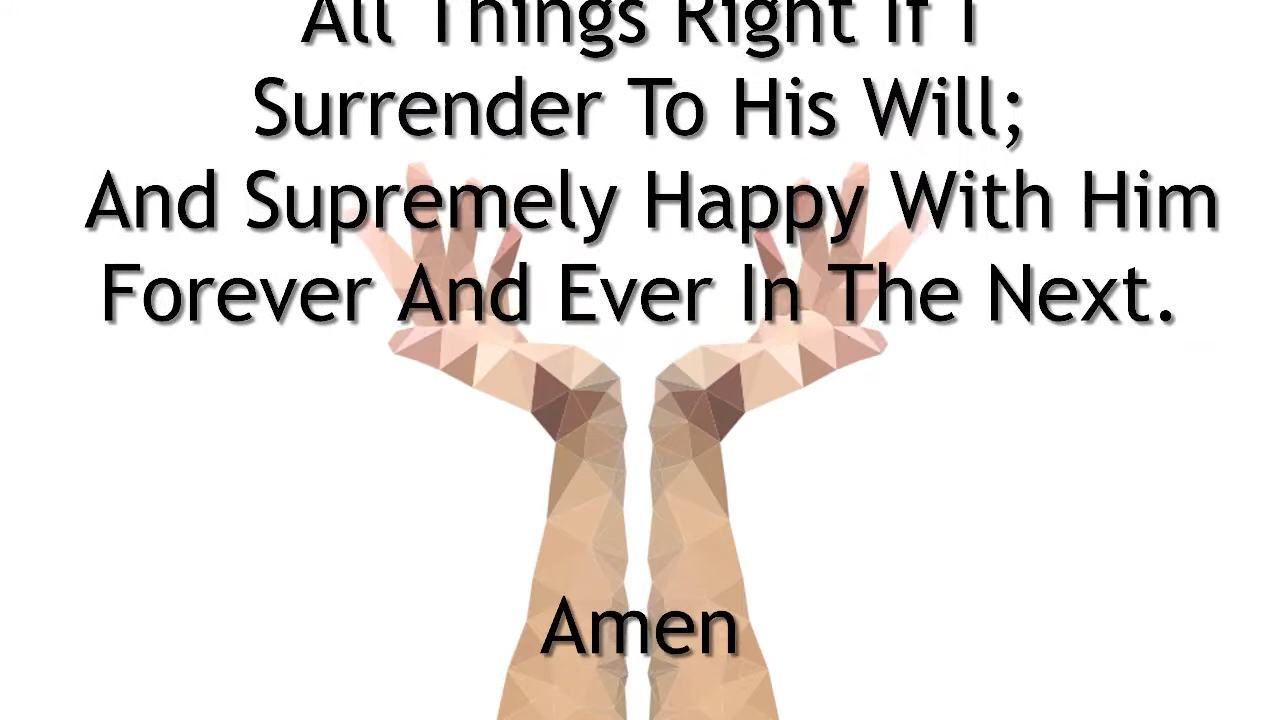 All Things Right If I
Surrender To His Will;
And Supremely Happy With Him
Forever And Ever In The Next.
Amen